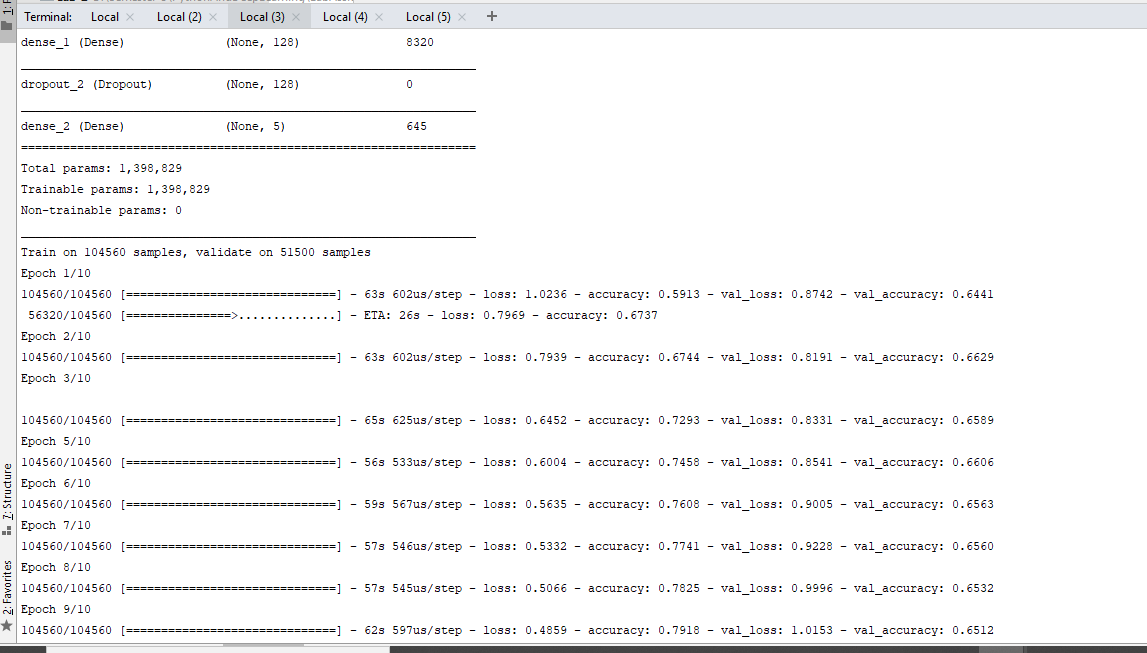 Terminal: Local × Local (2) × Local (3) × Local (4) × Local (5) × +
dense_1 (Dense) (None, 128) 8320
dropout_2 (Dropout) (None, 128) 0
dense_2 (Dense) (None, 5) 645
=================================================================
Total params: 1,398,829
Trainable params: 1,398,829
Non-trainable params: 0
Train on 104560 samples, validate on 51500 samples
Epoch 1/10
104560/104560 [==============================] - 63s 602us/step - loss: 1.0236 - accuracy: 0.5913 - val_loss: 0.8742 - val_accuracy: 0.6441
56320/104560 [===============>..............] - ETA: 26s - loss: 0.7969 - accuracy: 0.6737
Epoch 2/10
104560/104560 [==============================] - 63s 602us/step - loss: 0.7939 - accuracy: 0.6744 - val_loss: 0.8191 - val_accuracy: 0.6629
Epoch 3/10
104560/104560 [==============================] - 65s 625us/step - loss: 0.6452 - accuracy: 0.7293 - val_loss: 0.8331 - val_accuracy: 0.6589
Epoch 5/10
104560/104560 [==============================] - 56s 533us/step - loss: 0.6004 - accuracy: 0.7458 - val_loss: 0.8541 - val_accuracy: 0.6606
Epoch 6/10
104560/104560 [==============================] - 59s 567us/step - loss: 0.5635 - accuracy: 0.7608 - val_loss: 0.9005 - val_accuracy: 0.6563
Epoch 7/10
104560/104560 [==============================] - 57s 546us/step - loss: 0.5332 - accuracy: 0.7741 - val_loss: 0.9228 - val_accuracy: 0.6560
Epoch 8/10
104560/104560 [==============================] - 57s 545us/step - loss: 0.5066 - accuracy: 0.7825 - val_loss: 0.9996 - val_accuracy: 0.6532
Epoch 9/10
104560/104560 [==============================] - 62s 597us/step - loss: 0.4859 - accuracy: 0.7918 - val_loss: 1.0153 - val_accuracy: 0.6512
7: Structure
2: Favorites